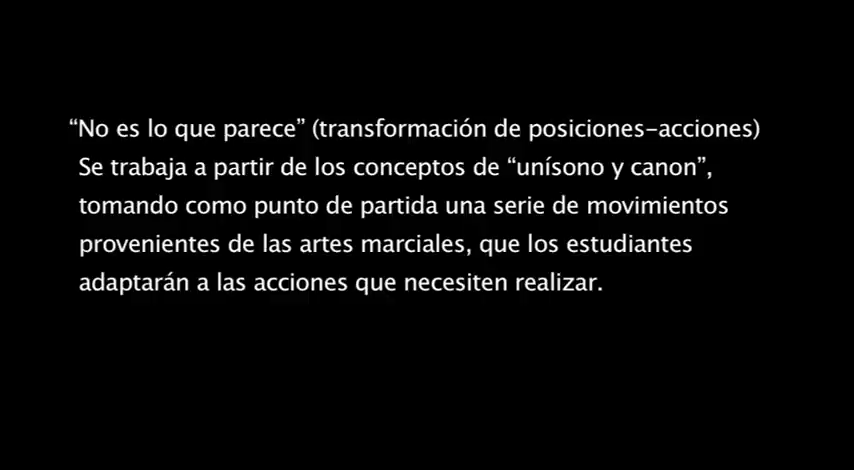 “No es lo que parece” (transformación de posiciones-acciones)
Se trabaja a partir de los conceptos de “unísono y canon”,
tomando como punto de partida una serie de movimientos
provenientes de las artes marciales, que los estudiantes
adaptarán a las acciones que necesiten realizar.